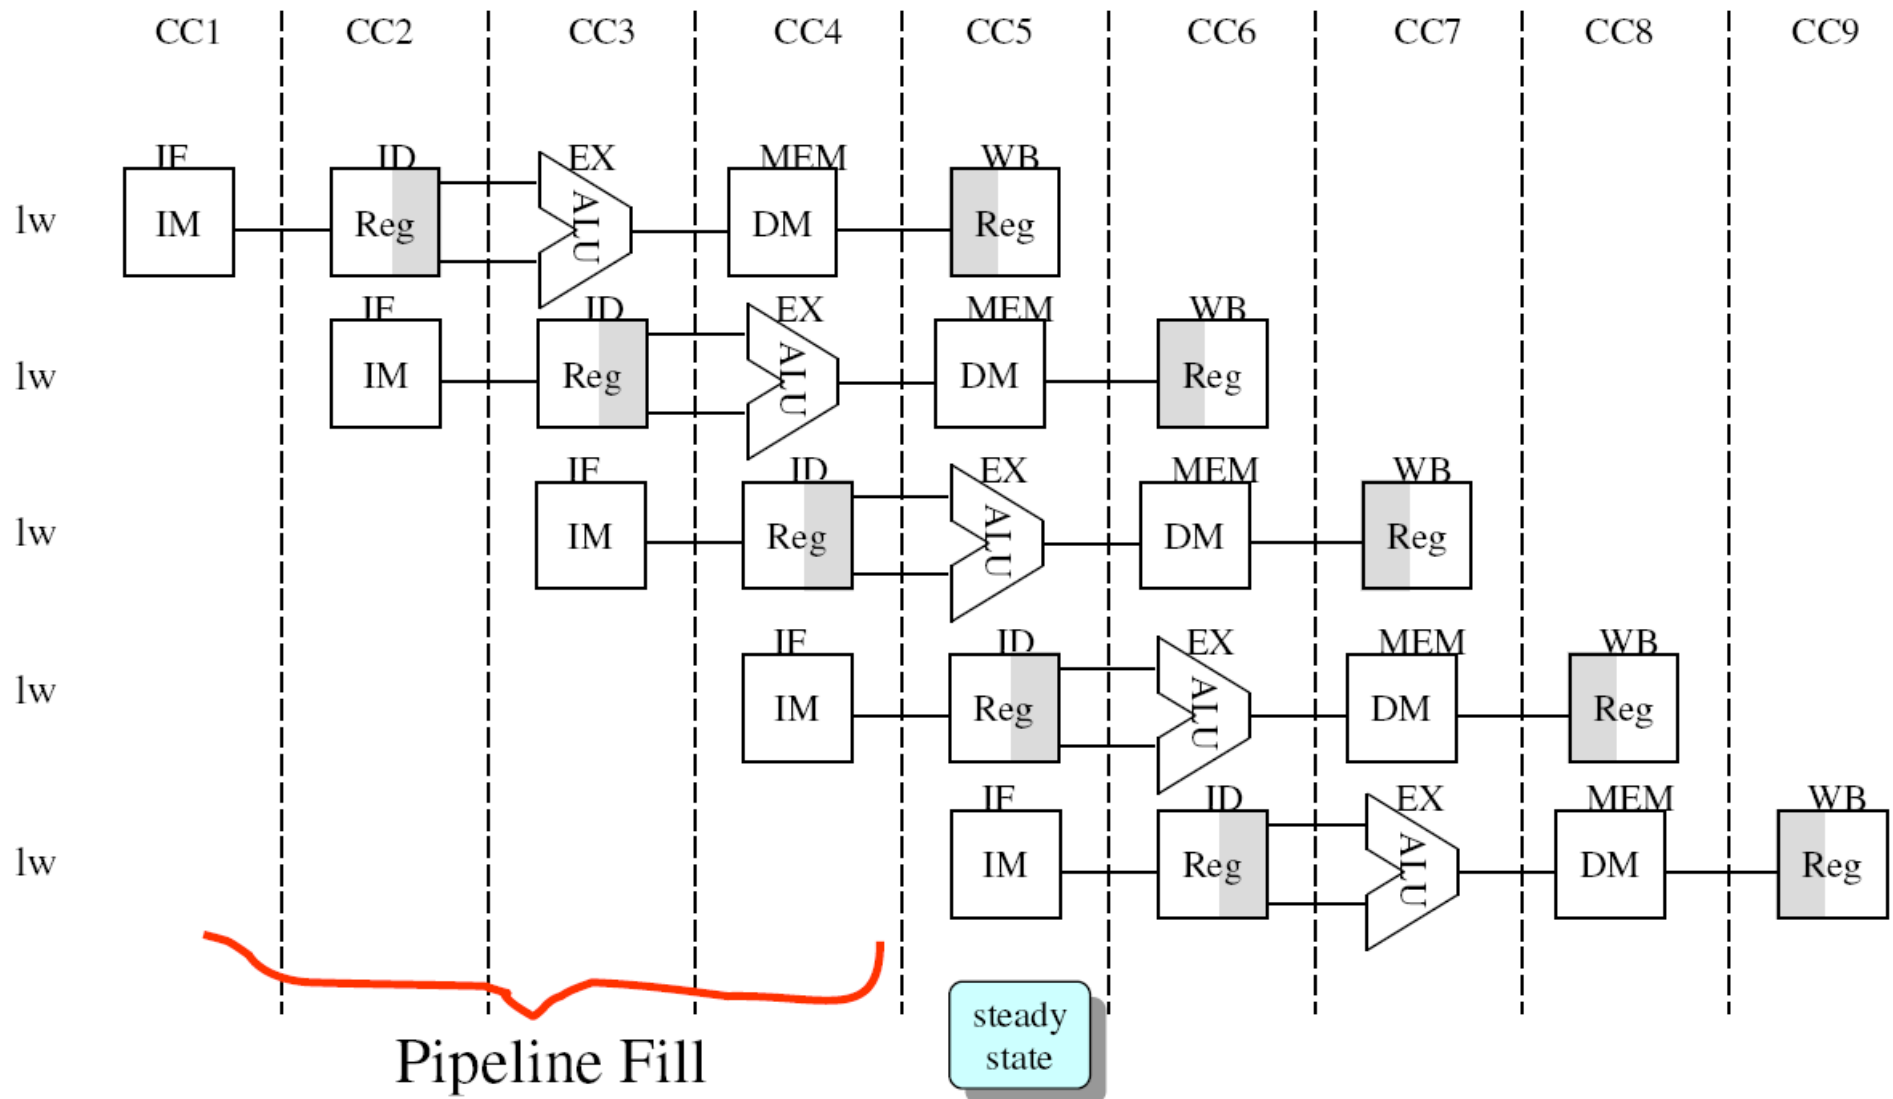 CC1 CC2 CC3 CC4 CC5 CC6 CC7 CC8 CC9
IF ID EX MEM WB
lw IM Reg ALU DM Reg
IF ID EX MEM WB
lw IM Reg ALU DM Reg
IF ID EX MEM WB
lw IM Reg ALU DM Reg
IF ID EX MEM WB
lw IM Reg ALU DM Reg
IF ID EX MEM WB
lw IM Reg ALU DM Reg
steady
state
Pipeline Fill